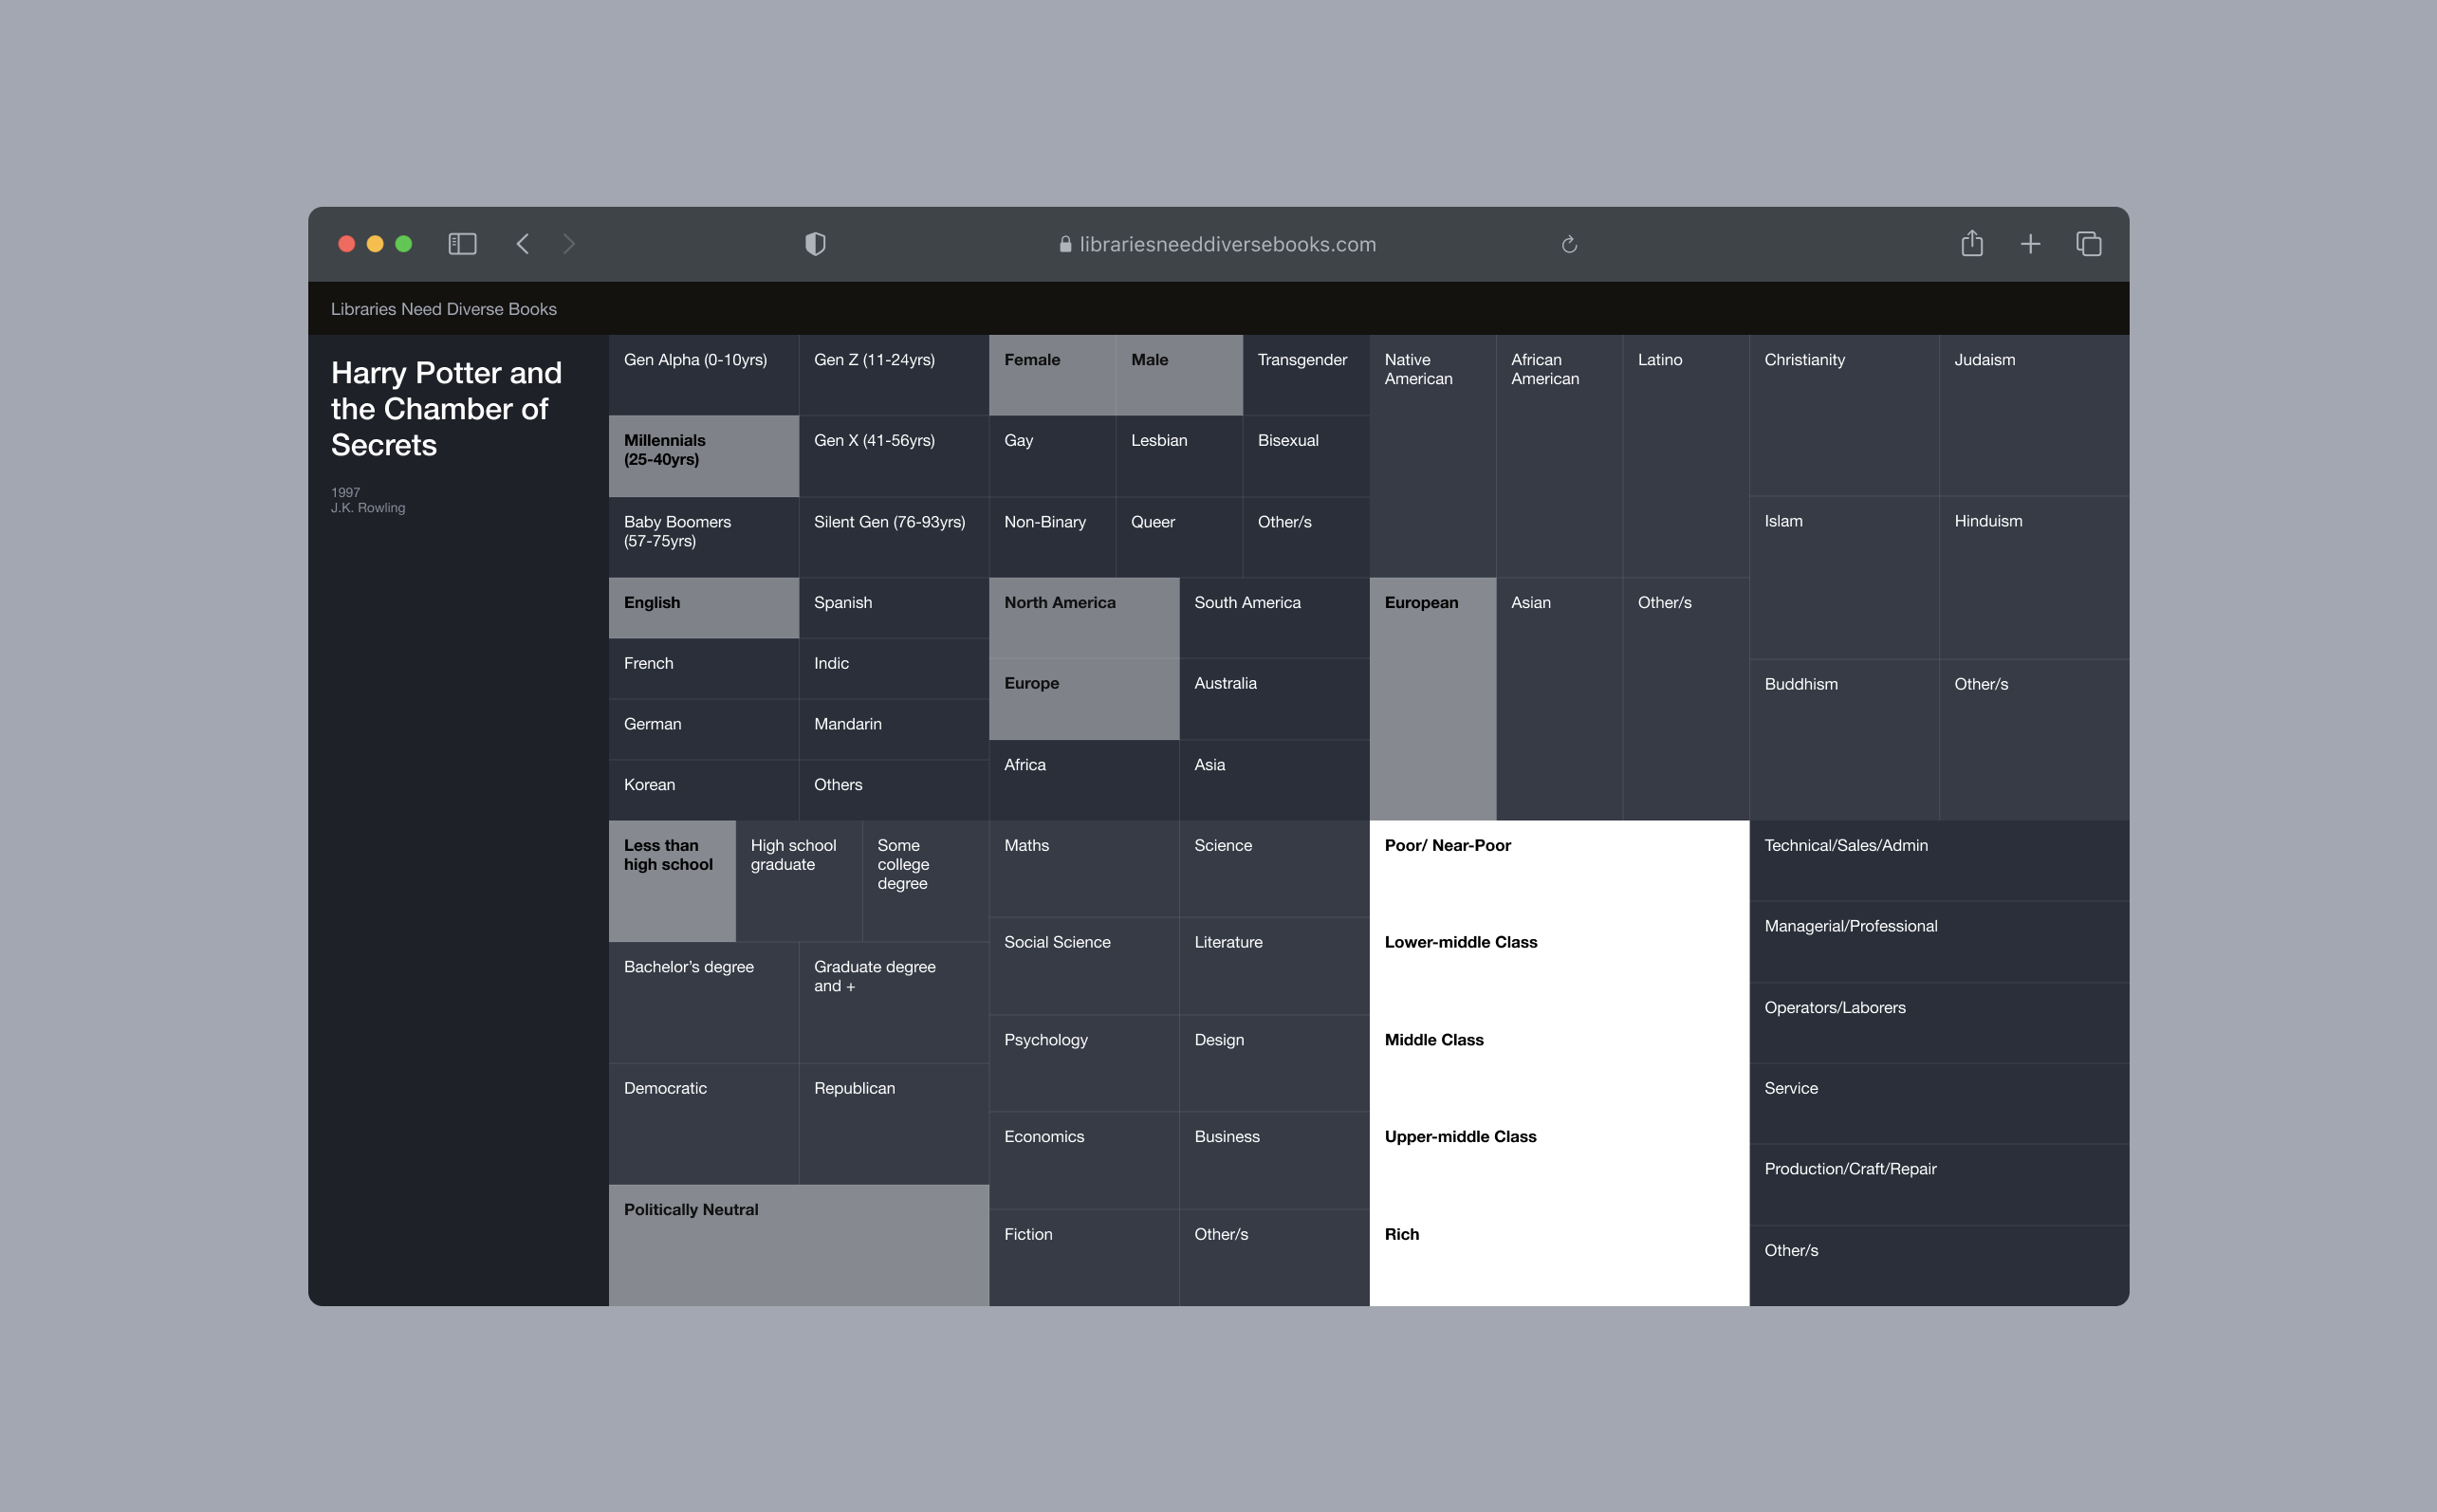 librariesneeddiversebooks.com
Libraries Need Diverse Books
Harry Potter and
the Chamber of
Secrets
1997
J.K. Rowling
Gen Alpha (0-10yrs)
Gen Z (11-24yrs)
Millennials
(25-40yrs)
Gen X (41-56yrs)
Baby Boomers
(57-75yrs)
Silent Gen (76-93yrs)
Female
Male
Transgender
Gay
Lesbian
Bisexual
Non-Binary
Queer
Other/s
Native
American
African
American
Latino
European
Asian
Other/s
Christianity
Judaism
Islam
Hinduism
Buddhism
Other/s
English
Spanish
French
Indic
German
Mandarin
Korean
Others
North America
South America
Europe
Australia
Africa
Asia
Less than
high school
High school
graduate
Some
college
degree
Bachelor’s degree
Graduate degree
and +
Democratic
Republican
Politically Neutral
Maths
Science
Social Science
Literature
Psychology
Design
Economics
Business
Fiction
Other/s
Poor/ Near-Poor
Lower-middle Class
Middle Class
Upper-middle Class
Rich
Technical/Sales/Admin
Managerial/Professional
Operators/Laborers
Service
Production/Craft/Repair
Other/s